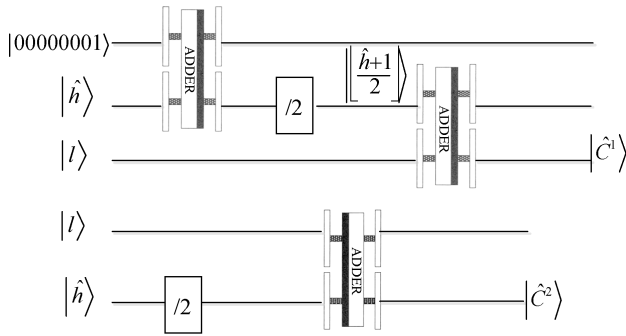 |00000001⟩
ADDER
|ĥ⟩
/2
|[ĥ+1/2]⟩
ADDER
|l⟩
|Ĉ¹⟩
|l⟩
ADDER
|ĥ⟩
/2
|Ĉ²⟩